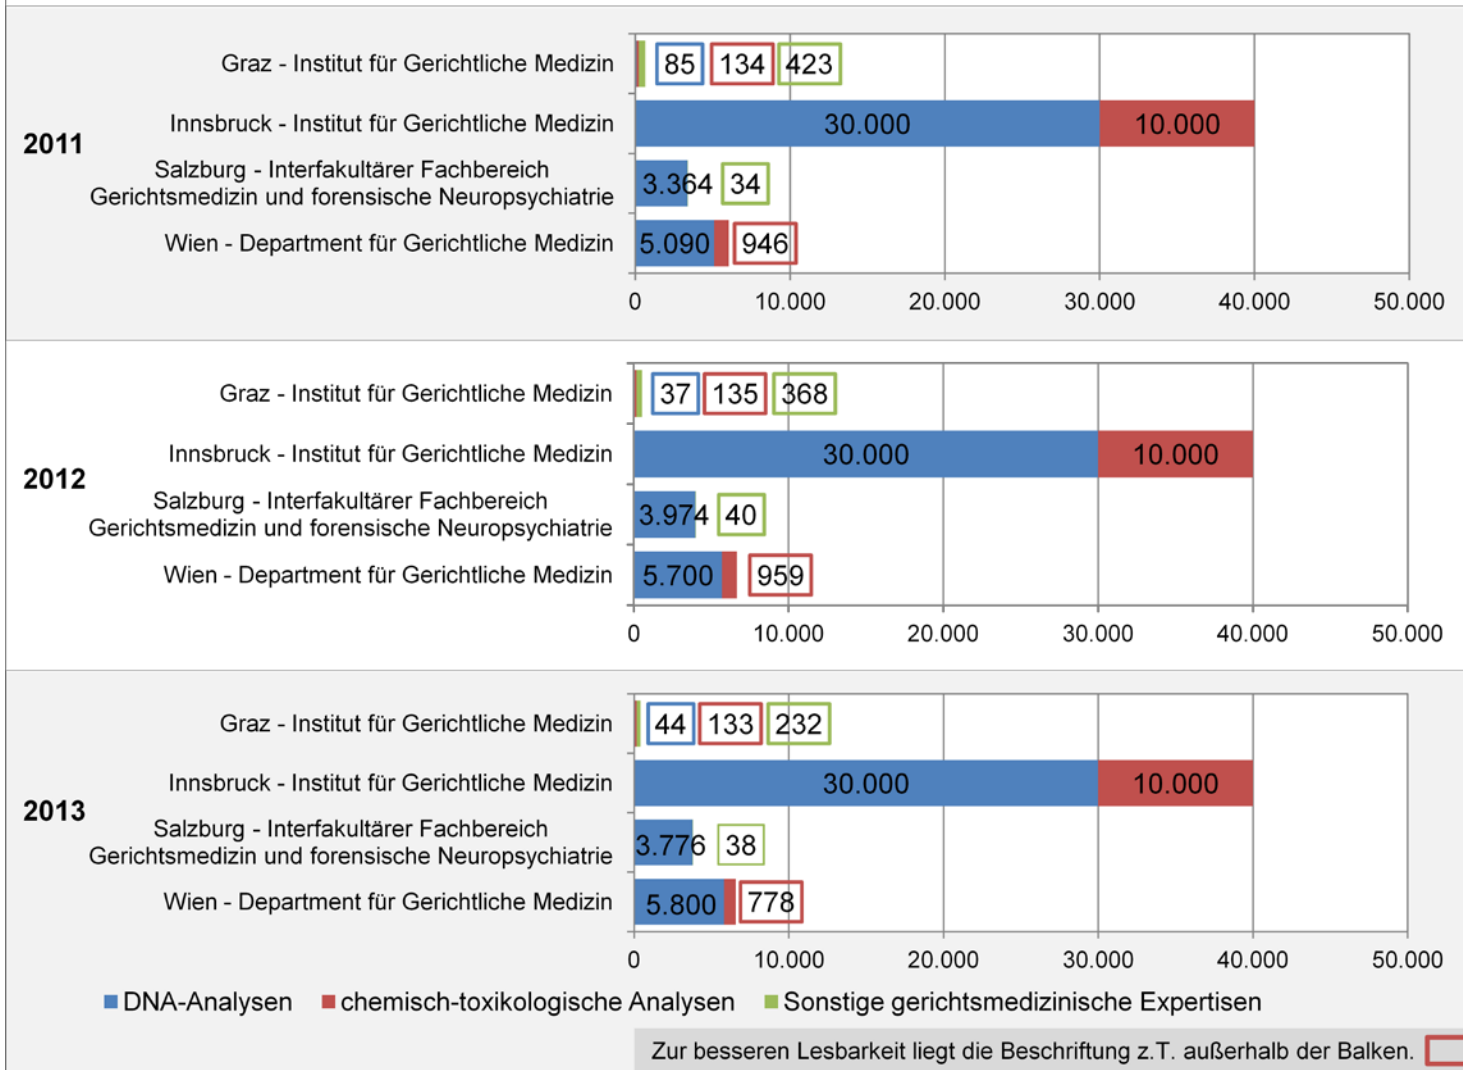 2011
Graz - Institut für Gerichtliche Medizin
85 134 423
Innsbruck - Institut für Gerichtliche Medizin
30.000 10.000
Salzburg - Interfakultärer Fachbereich
Gerichtsmedizin und forensische Neuropsychiatrie
3.364 34
Wien - Department für Gerichtliche Medizin
5.090 946
0 10.000 20.000 30.000 40.000 50.000
2012
Graz - Institut für Gerichtliche Medizin
37 135 368
Innsbruck - Institut für Gerichtliche Medizin
30.000 10.000
Salzburg - Interfakultärer Fachbereich
Gerichtsmedizin und forensische Neuropsychiatrie
3.974 40
Wien - Department für Gerichtliche Medizin
5.700 959
0 10.000 20.000 30.000 40.000 50.000
2013
Graz - Institut für Gerichtliche Medizin
44 133 232
Innsbruck - Institut für Gerichtliche Medizin
30.000 10.000
Salzburg - Interfakultärer Fachbereich
Gerichtsmedizin und forensische Neuropsychiatrie
3.776 38
Wien - Department für Gerichtliche Medizin
5.800 778
0 10.000 20.000 30.000 40.000 50.000
DNA-Analysen chemisch-toxikologische Analysen Sonstige gerichtsmedizinische Expertisen
Zur besseren Lesbarkeit liegt die Beschriftung z.T. außerhalb der Balken.